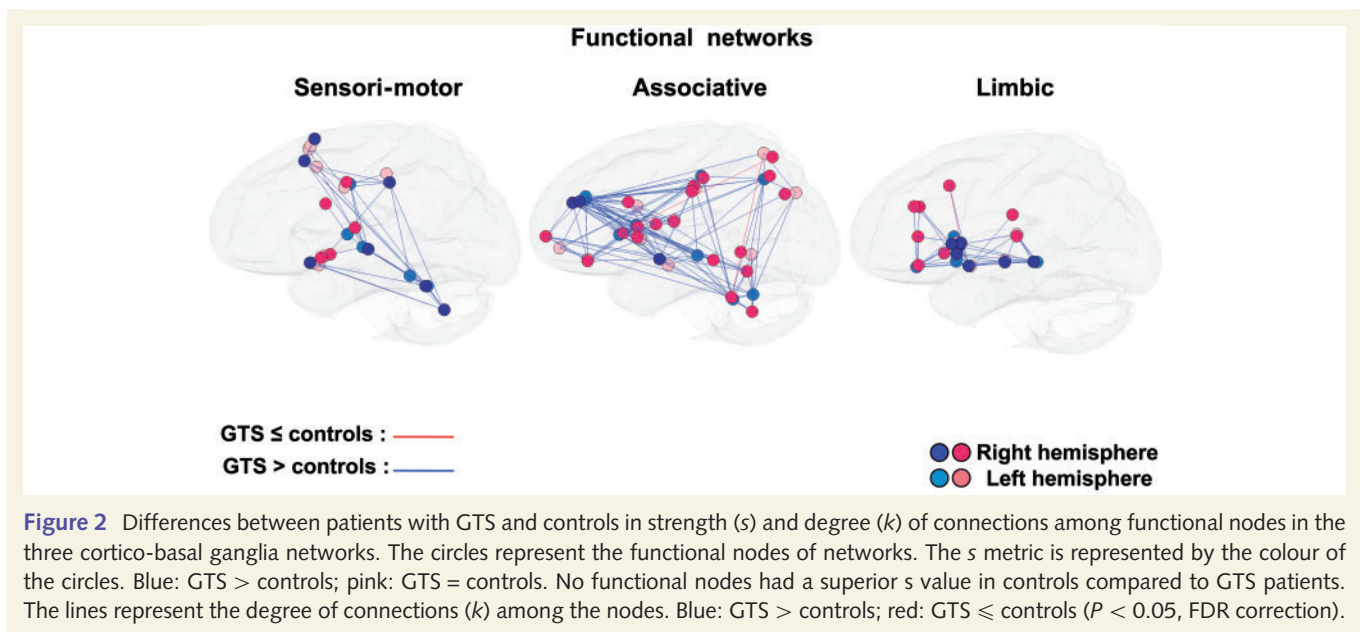 Functional networks
Sensori-motor
Associative
Limbic
GTS ≤ controls :
GTS > controls :
Right hemisphere
Left hemisphere
Figure 2 Differences between patients with GTS and controls in strength (s) and degree (k) of connections among functional nodes in the
three cortico-basal ganglia networks. The circles represent the functional nodes of networks. The s metric is represented by the colour of
the circles. Blue: GTS > controls; pink: GTS = controls. No functional nodes had a superior s value in controls compared to GTS patients.
The lines represent the degree of connections (k) among the nodes. Blue: GTS > controls; red: GTS ⩽ controls (P < 0.05, FDR correction).